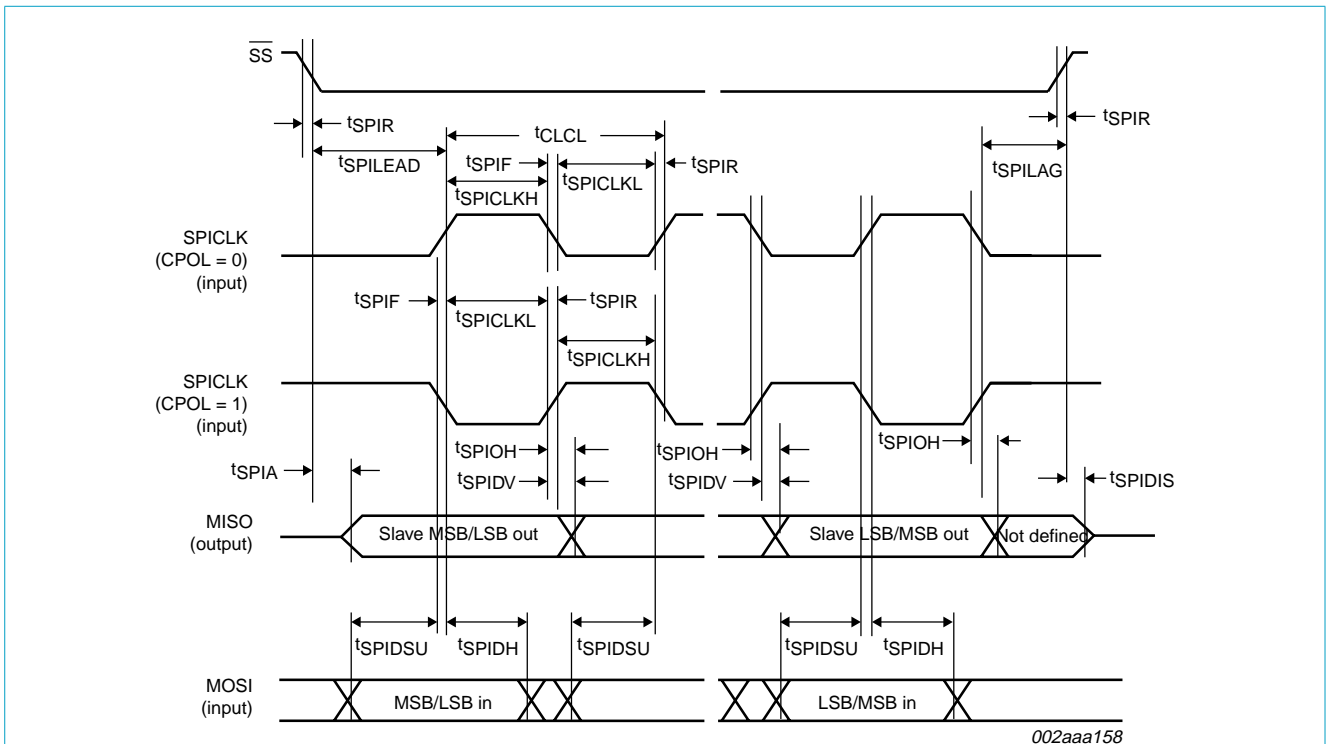 SS
tSPIR
tCLCL
tSPIR
tSPILEAD
tSPIF
tSPICLKL
tSPIR
tSPILAG
tSPICLKH
SPICLK
(CPOL = 0)
(input)
tSPIF
tSPICLKL
tSPIR
tSPICLKH
SPICLK
(CPOL = 1)
(input)
tSPIOH
tSPIOH
tSPIOH
tSPIA
tSPIDV
tSPIDV
tSPIDIS
MISO
(output)
Slave MSB/LSB out
Slave LSB/MSB out
Not defined
tSPIDSU
tSPIDH
tSPIDSU
tSPIDSU
tSPIDH
MOSI
(input)
MSB/LSB in
LSB/MSB in
002aaa158